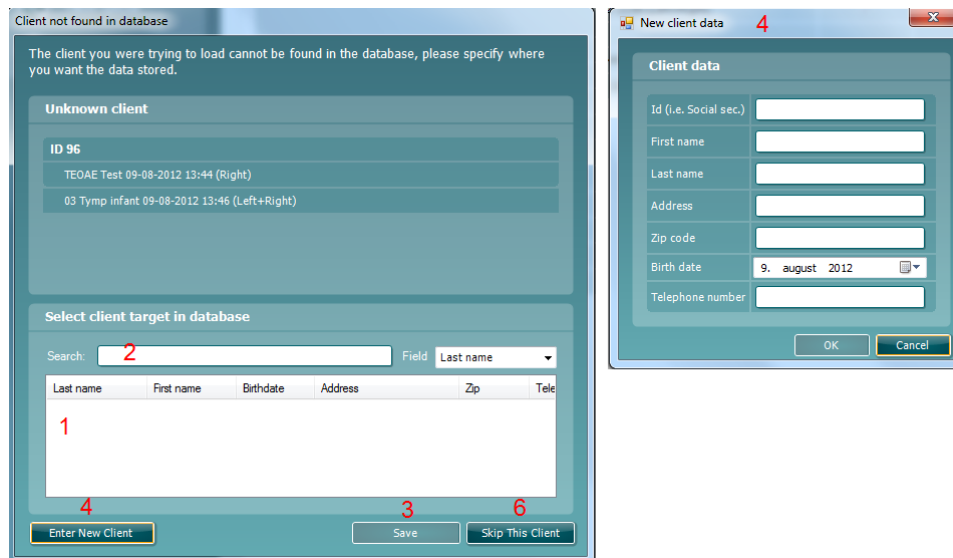 Client not found in database
The client you were trying to load cannot be found in the database, please specify where
you want the data stored.
Unknown client
ID 96
TEOAE Test 09-08-2012 13:44 (Right)
03 Tymp infant 09-08-2012 13:46 (Left+Right)
Select client target in database
Search: 2 Field Last name
Last name First name Birthdate Address Zip Tele
1
4 3 6
Enter New Client Save Skip This Client
New client data 4
Client data
Id (i.e. Social sec.)
First name
Last name
Address
Zip code
Birth date 9. august 2012
Telephone number
OK Cancel